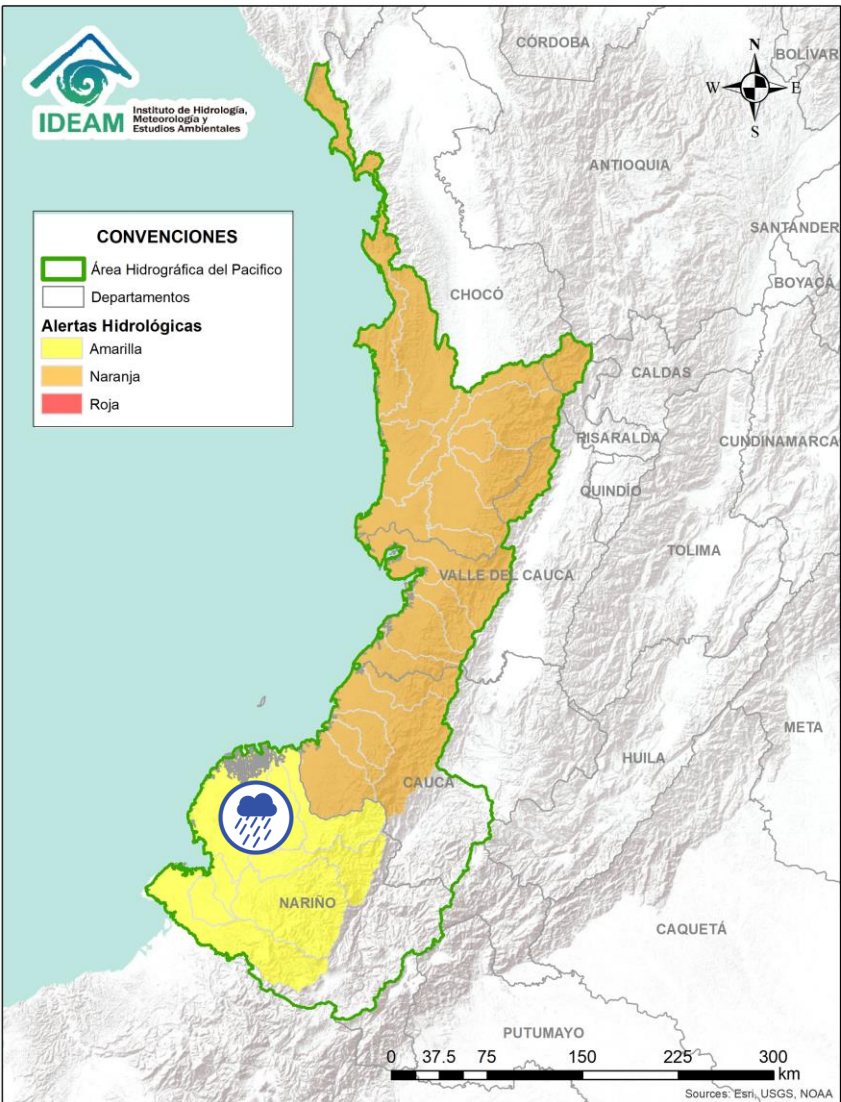 IDEAM
Instituto de Hidrología,
Meteorología y
Estudios Ambientales
CÓRDOBA
BOLÍVAR
N
W
E
S
ANTIOQUIA
SANTANDER
BOYACÁ
CHOCÓ
CONVENCIONES
Área Hidrográfica del Pacifico
Departamentos
Alertas Hidrológicas
Amarilla
Naranja
Roja
CALDAS
RISARALDA
CUNDINAMARCA
QUINDÍO
TOLIMA
VALLE DEL CAUCA
META
HUILA
CAUCA
NARIÑO
CAQUETÁ
PUTUMAYO
0 37.5 75 150 225 300
km
Sources: Esri, USGS, NOAA